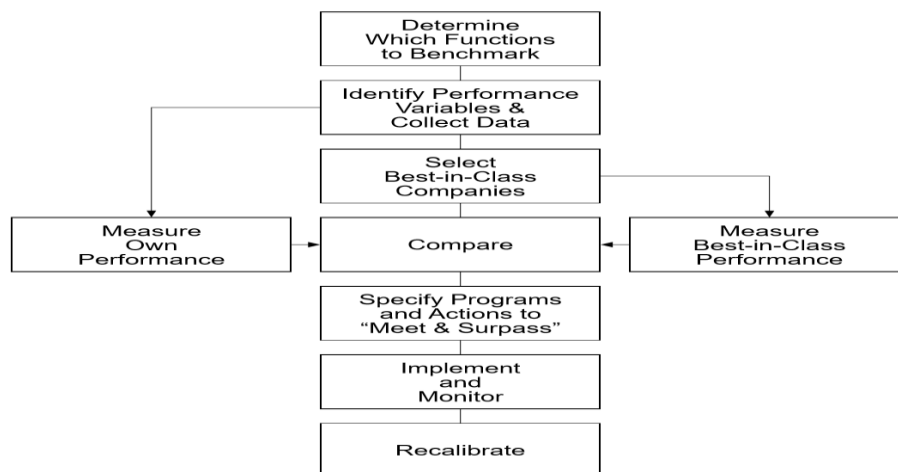 Determine
Which Functions
to Benchmark
Identify Performance
Variables &
Collect Data
Select
Best-in-Class
Companies
Measure
Own
Performance
Compare
Measure
Best-in-Class
Performance
Specify Programs
and Actions to
“Meet & Surpass”
Implement
and
Monitor
Recalibrate